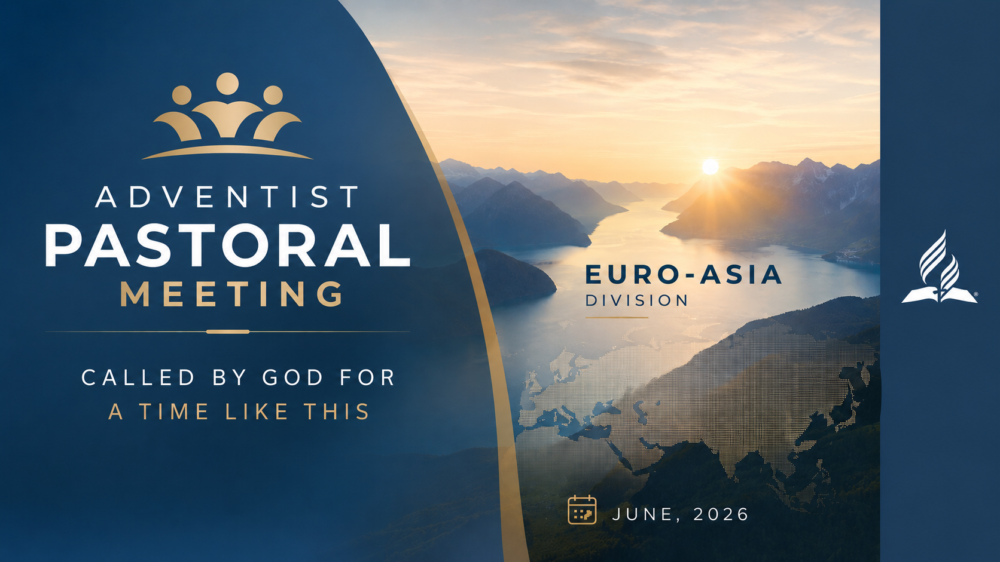 ADVENTIST
PASTORAL
MEETING
CALLED BY GOD FOR
A TIME LIKE THIS
EURO-ASIA
DIVISION
JUNE, 2026
®